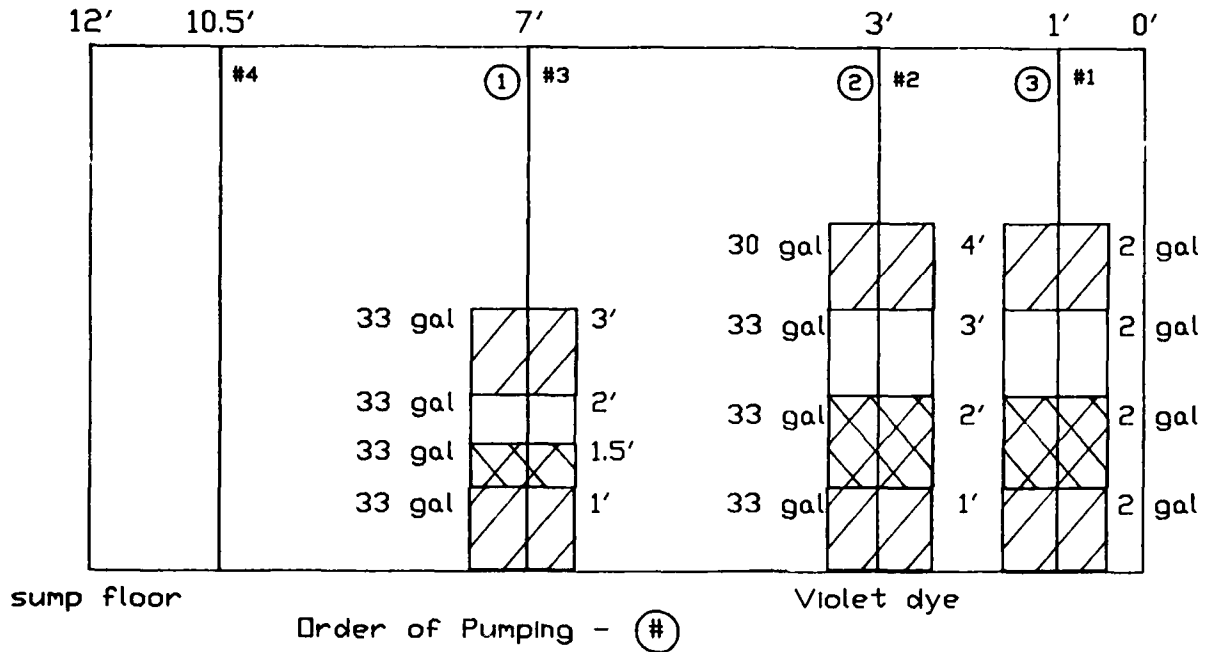 12′ 10.5′ 7′ 3′ 1′ 0′
#4 1 #3 2 #2 3 #1
30 gal 4′ 2 gal
33 gal 3′ 33 gal 3′ 2 gal
33 gal 2′ 33 gal 2′ 2 gal
33 gal 1.5′
33 gal 1′ 33 gal 1′ 2 gal
sump floor Violet dye
Order of Pumping - #